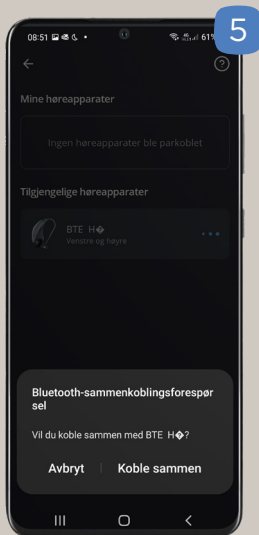 5
08:51
4G 61%
Mine høreapparater
Ingen høreapparater ble parkoblet
Tilgjengelige høreapparater
BTE H�
Venstre og høyre
Bluetooth-sammenkoblingsforespør
sel
Vil du koble sammen med BTE H�?
Avbryt | Koble sammen